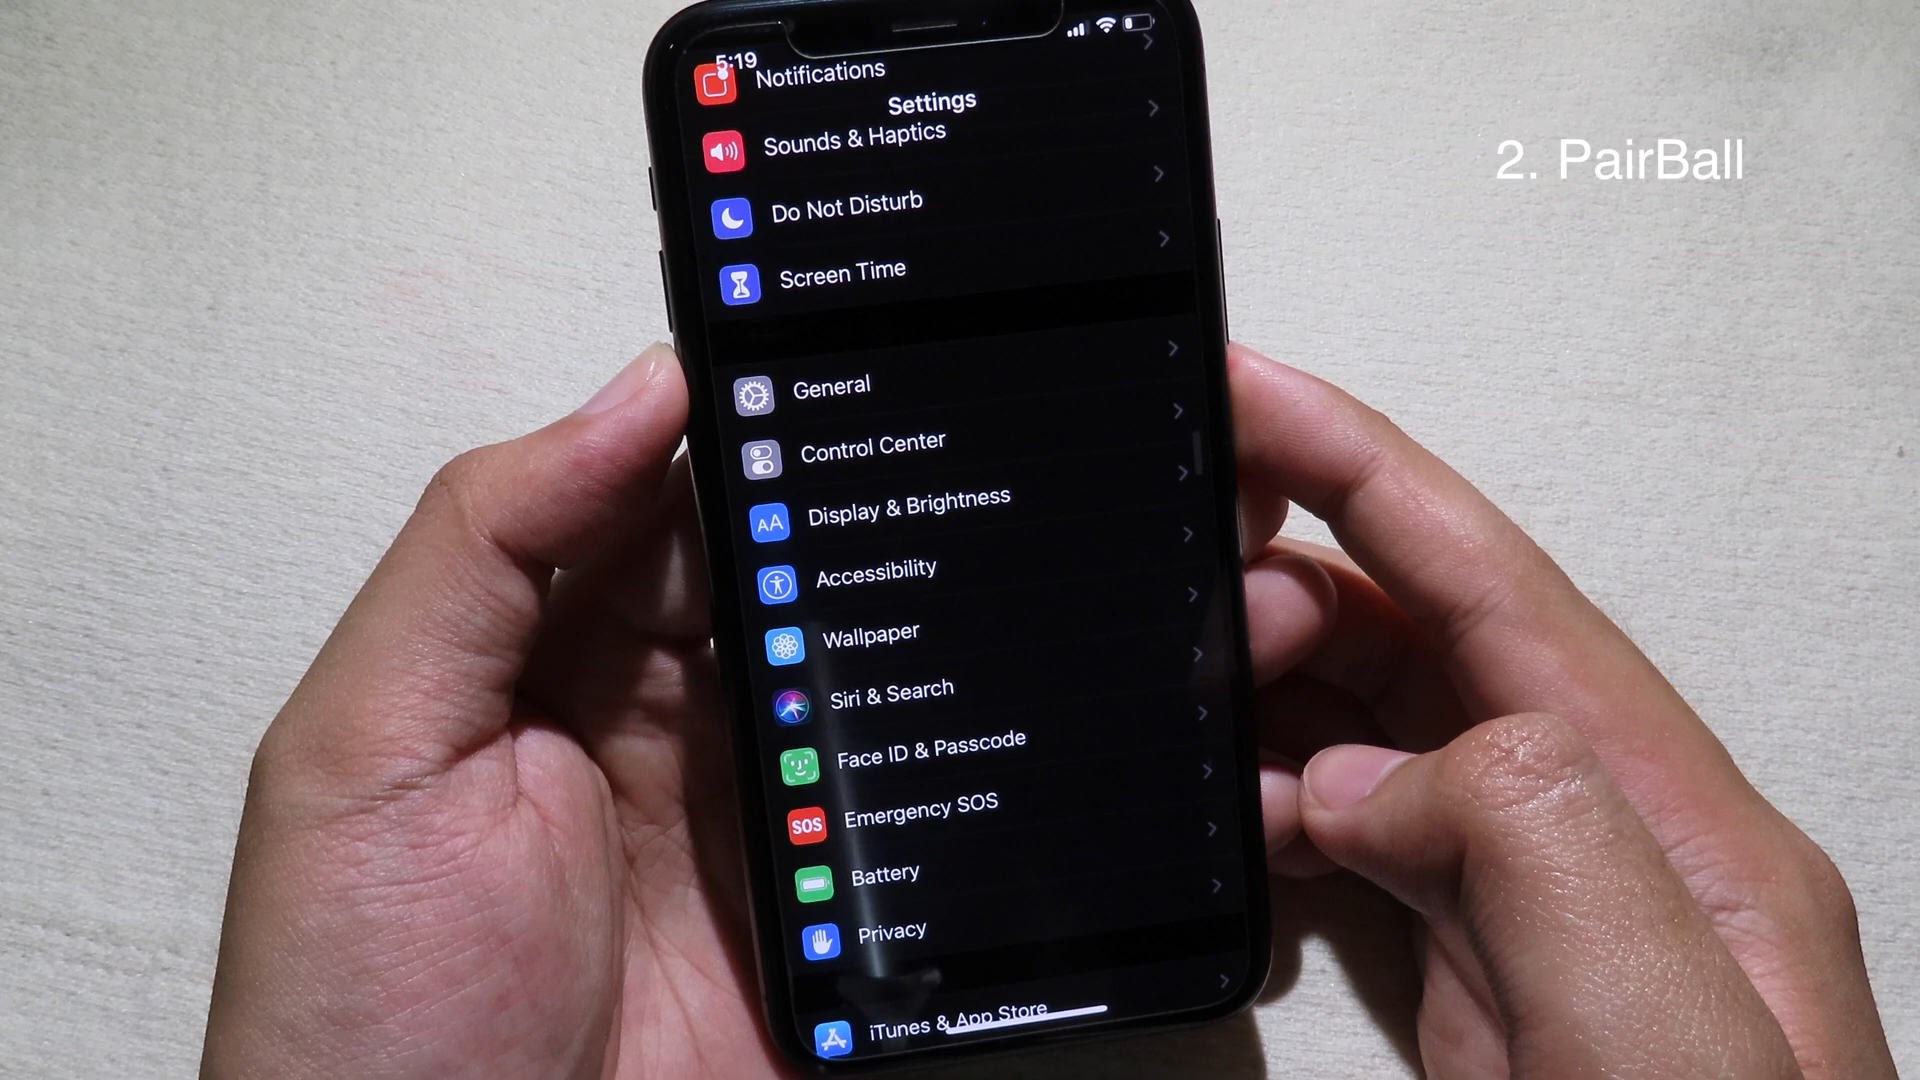 5:19
Notifications
Settings
Sounds & Haptics
2. PairBall
Do Not Disturb
Screen Time
General
Control Center
AA
Display & Brightness
Accessibility
Wallpaper
Siri & Search
Face ID & Passcode
SOS
Emergency SOS
Battery
Privacy
iTunes & App Store